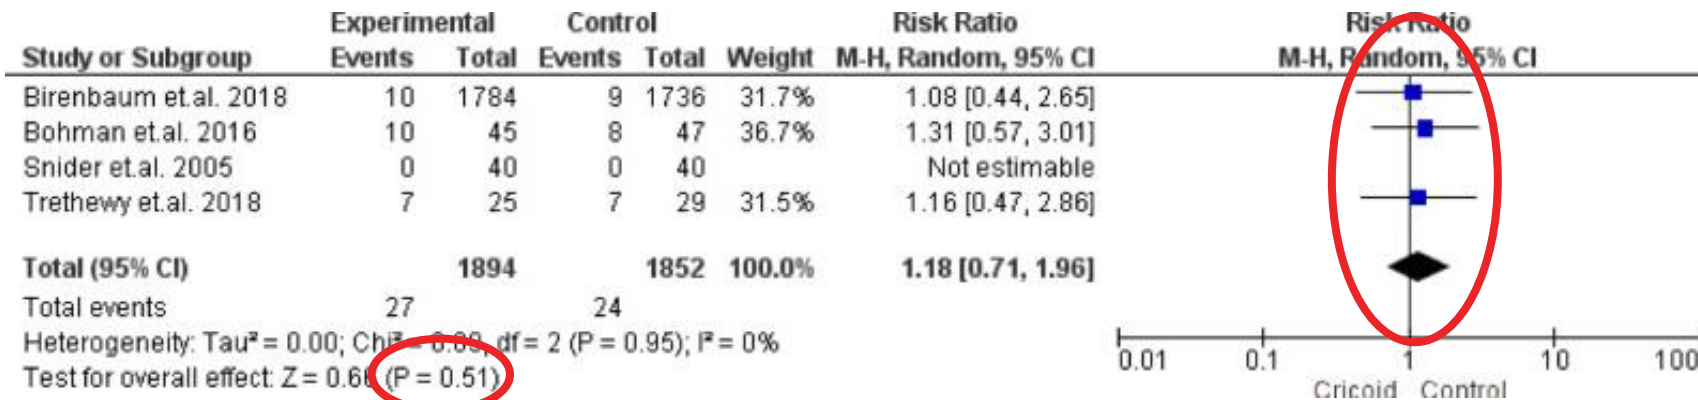 Experimental Control Risk Ratio Risk Ratio
Study or Subgroup Events Total Events Total Weight M-H, Random, 95% CI M-H, Random, 95% CI
Birenbaum et.al. 2018 10 1784 9 1736 31.7% 1.08 [0.44, 2.65]
Bohman et.al. 2016 10 45 8 47 36.7% 1.31 [0.57, 3.01]
Snider et.al. 2005 0 40 0 40 Not estimable
Trethewy et.al. 2018 7 25 7 29 31.5% 1.16 [0.47, 2.86]
Total (95% CI) 1894 1852 100.0% 1.18 [0.71, 1.96]
Total events 27 24
Heterogeneity: Tau² = 0.00; Chi² = 0.09, df = 2 (P = 0.95); I² = 0%
Test for overall effect: Z = 0.66 (P = 0.51)
0.01 0.1 1 10 100
Cricoid Control